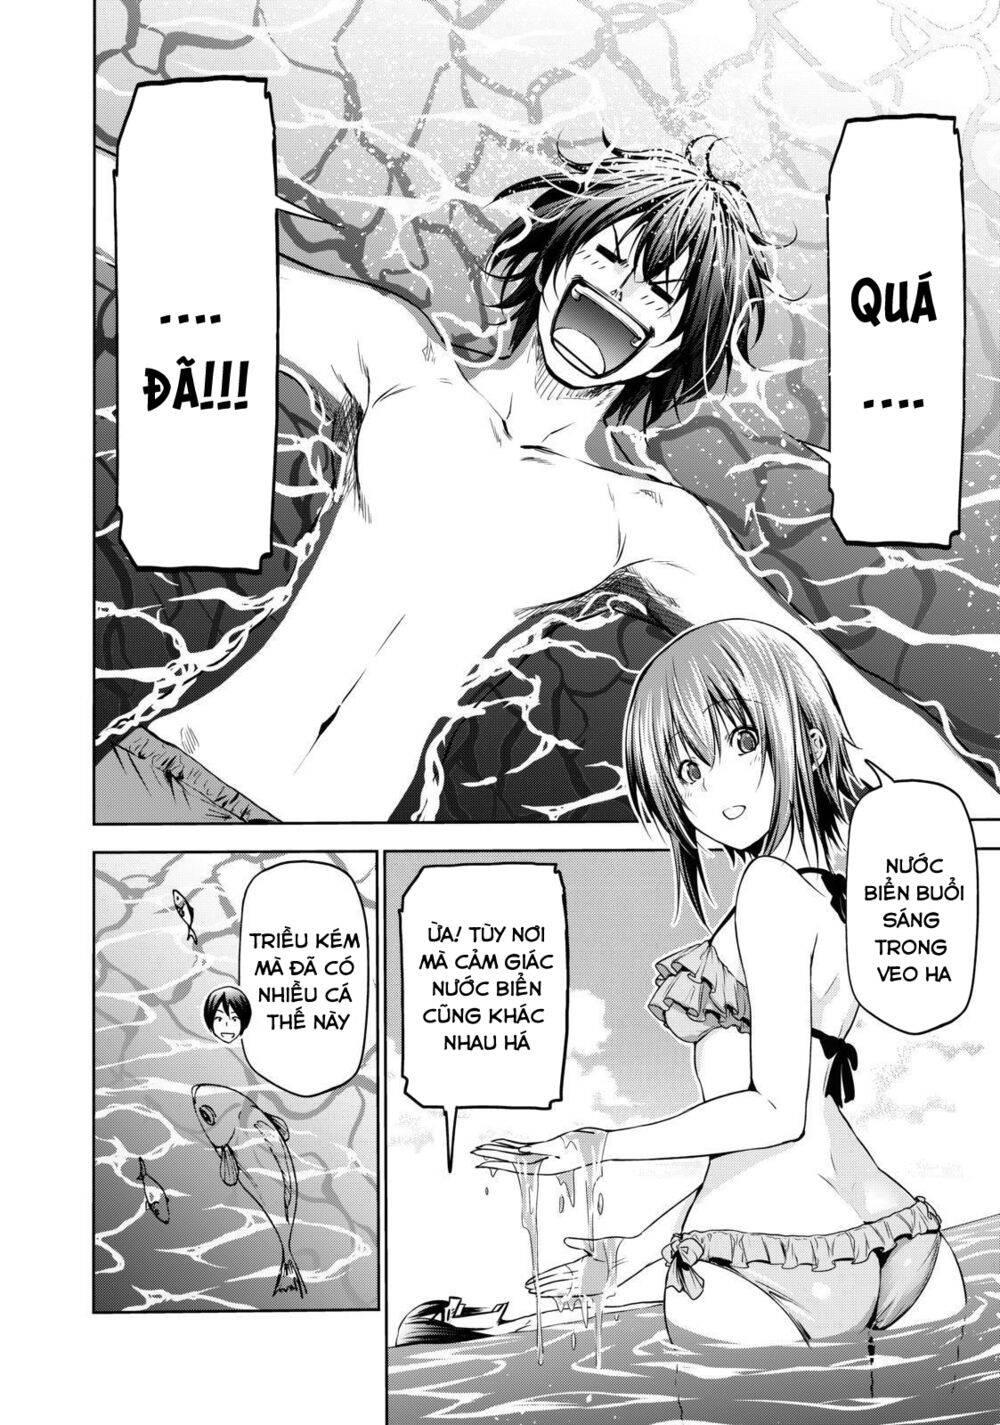 QUÁ
....
....
ĐÃ!!!
NƯỚC
BIỂN BUỔI
SÁNG
TRONG
VEO HA
ỪA! TÙY NƠI
MÀ CẢM GIÁC
NƯỚC BIỂN
CŨNG KHÁC
NHAU HÁ
TRIỀU KÉM
MÀ ĐÃ CÓ
NHIỀU CÁ
THẾ NÀY